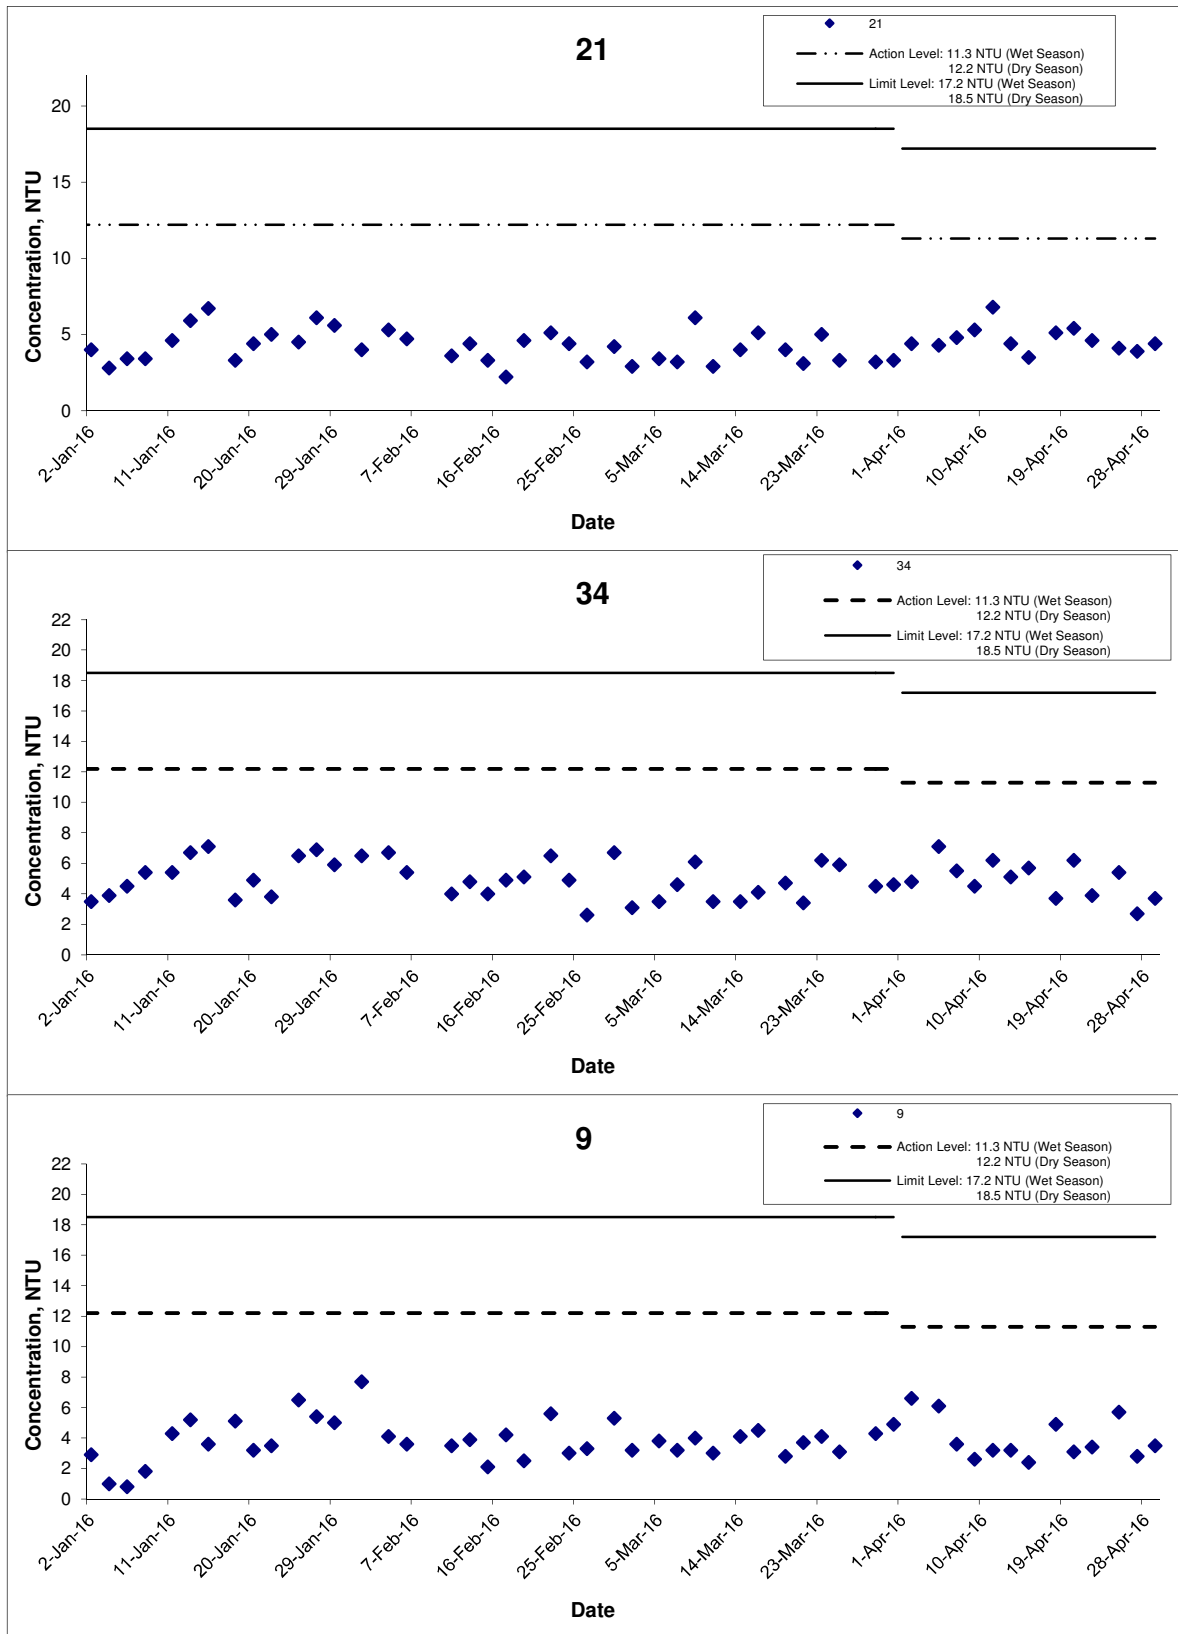 21
21
Action Level: 11.3 NTU (Wet Season)
12.2 NTU (Dry Season)
Limit Level: 17.2 NTU (Wet Season)
18.5 NTU (Dry Season)
Concentration, NTU
20
15
10
5
0
2-Jan-16
11-Jan-16
20-Jan-16
29-Jan-16
7-Feb-16
16-Feb-16
25-Feb-16
5-Mar-16
14-Mar-16
23-Mar-16
1-Apr-16
10-Apr-16
19-Apr-16
28-Apr-16
Date
34
34
Action Level: 11.3 NTU (Wet Season)
12.2 NTU (Dry Season)
Limit Level: 17.2 NTU (Wet Season)
18.5 NTU (Dry Season)
Concentration, NTU
22
20
18
16
14
12
10
8
6
4
2
0
2-Jan-16
11-Jan-16
20-Jan-16
29-Jan-16
7-Feb-16
16-Feb-16
25-Feb-16
5-Mar-16
14-Mar-16
23-Mar-16
1-Apr-16
10-Apr-16
19-Apr-16
28-Apr-16
Date
9
9
Action Level: 11.3 NTU (Wet Season)
12.2 NTU (Dry Season)
Limit Level: 17.2 NTU (Wet Season)
18.5 NTU (Dry Season)
Concentration, NTU
22
20
18
16
14
12
10
8
6
4
2
0
2-Jan-16
11-Jan-16
20-Jan-16
29-Jan-16
7-Feb-16
16-Feb-16
25-Feb-16
5-Mar-16
14-Mar-16
23-Mar-16
1-Apr-16
10-Apr-16
19-Apr-16
28-Apr-16
Date